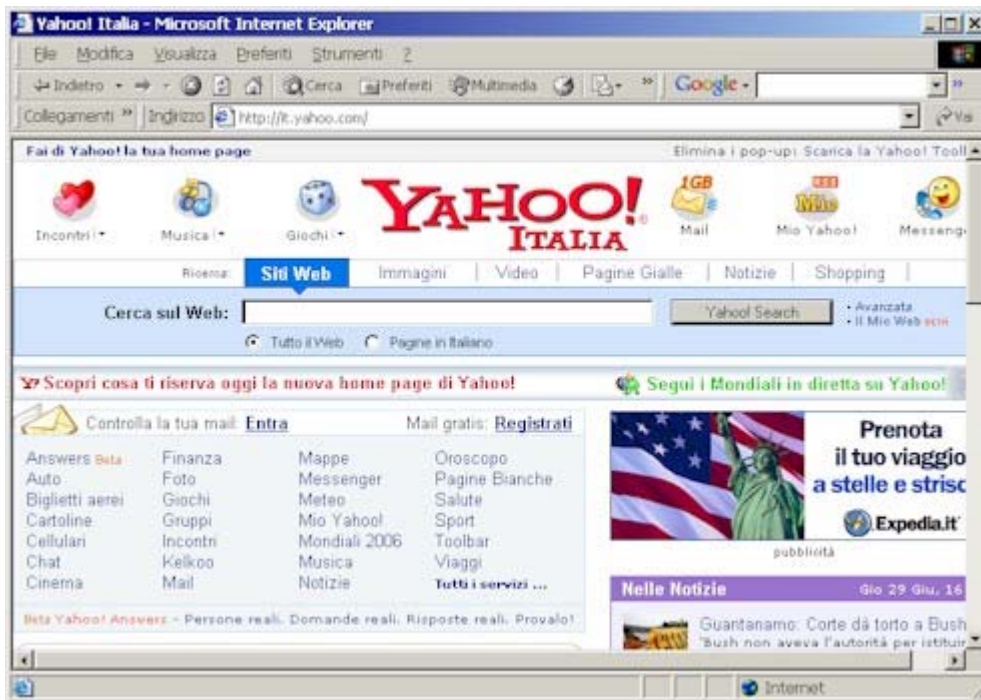 Yahoo! Italia - Microsoft Internet Explorer
File Modifica Visualizza Preferiti Strumenti ?
Indietro Cerca Preferiti Multimedia » Google »
Collegamenti » Indirizzo http://it.yahoo.com/ Vai
Fai di Yahoo! la tua home page Elimina i pop-up: Scarica la Yahoo! Tooll
1GB RSS Mio
YAHOO!
ITALIA
Incontri Musica Giochi Mail Mio Yahoo! Messeng
Ricerca: Siti Web Immagini | Video | Pagine Gialle | Notizie | Shopping |
Cerca sul Web: Yahoo! Search · Avanzata
· Il Mio Web BETA
Tutto il Web Pagine in Italiano
Y? Scopri cosa ti riserva oggi la nuova home page di Yahoo! Segui i Mondiali in diretta su Yahoo!
Controlla la tua mail: Entra Mail gratis: Registrati
Answers Beta Finanza Mappe Oroscopo
Auto Foto Messenger Pagine Bianche
Biglietti aerei Giochi Meteo Salute
Cartoline Gruppi Mio Yahoo! Sport
Cellulari Incontri Mondiali 2006 Toolbar
Chat Kelkoo Musica Viaggi
Cinema Mail Notizie Tutti i servizi ...
Beta Yahoo! Answers - Persone reali. Domande reali. Risposte reali. Provalo!
Prenota
il tuo viaggio
a stelle e strisc
Expedia.it
pubblicità
Nelle Notizie Gio 29 Giu, 16
Guantanamo: Corte dà torto a Bush
"Bush non aveva l'autorità per istituir
Internet